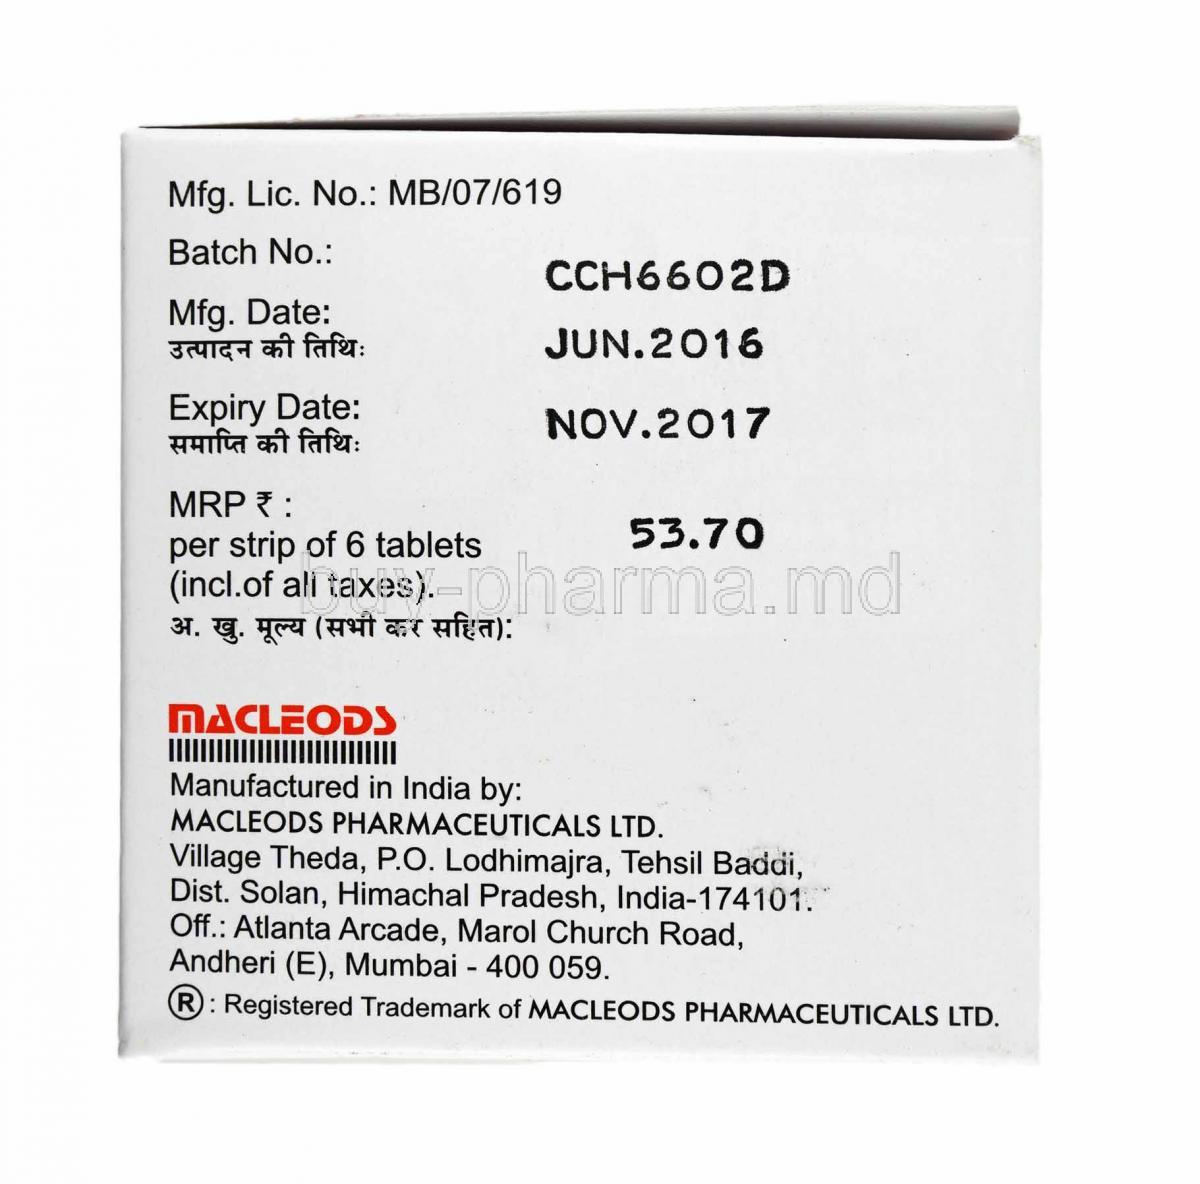 Mfg. Lic. No.: MB/07/619
Batch No.: CCH6602D
Mfg. Date: JUN.2016
उत्पादन की तिथि:
Expiry Date: NOV.2017
समाप्ति की तिथि:
MRP ₹ : 53.70
per strip of 6 tablets
(incl.of all taxes).
अ. खु. मूल्य (सभी कर सहित):
buy-pharma.md
MACLEODS
Manufactured in India by:
MACLEODS PHARMACEUTICALS LTD.
Village Theda, P.O. Lodhimajra, Tehsil Baddi,
Dist. Solan, Himachal Pradesh, India-174101.
Off.: Atlanta Arcade, Marol Church Road,
Andheri (E), Mumbai - 400 059.
® : Registered Trademark of MACLEODS PHARMACEUTICALS LTD.